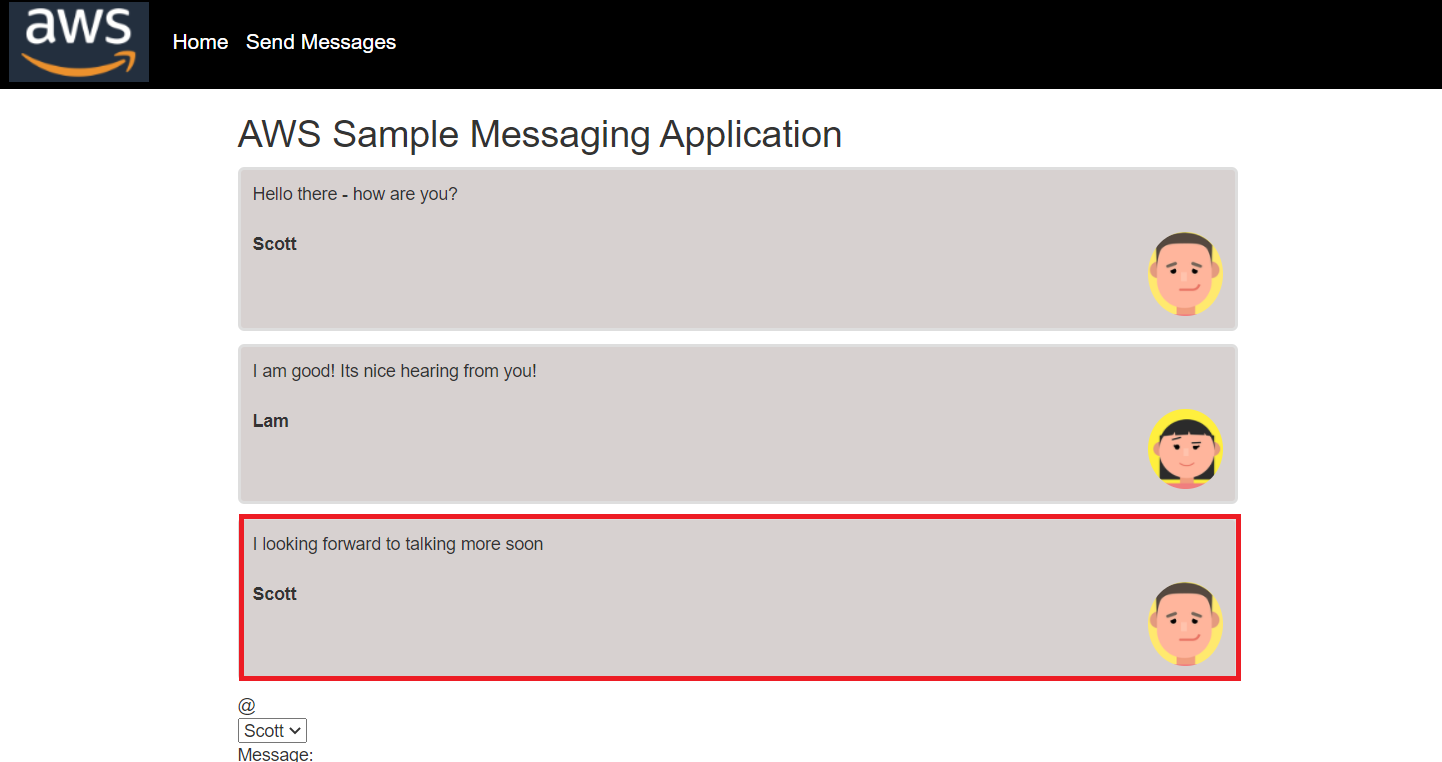 aws
Home Send Messages
AWS Sample Messaging Application
Hello there - how are you?
Scott
I am good! Its nice hearing from you!
Lam
I looking forward to talking more soon
Scott
@
Scott
Message: